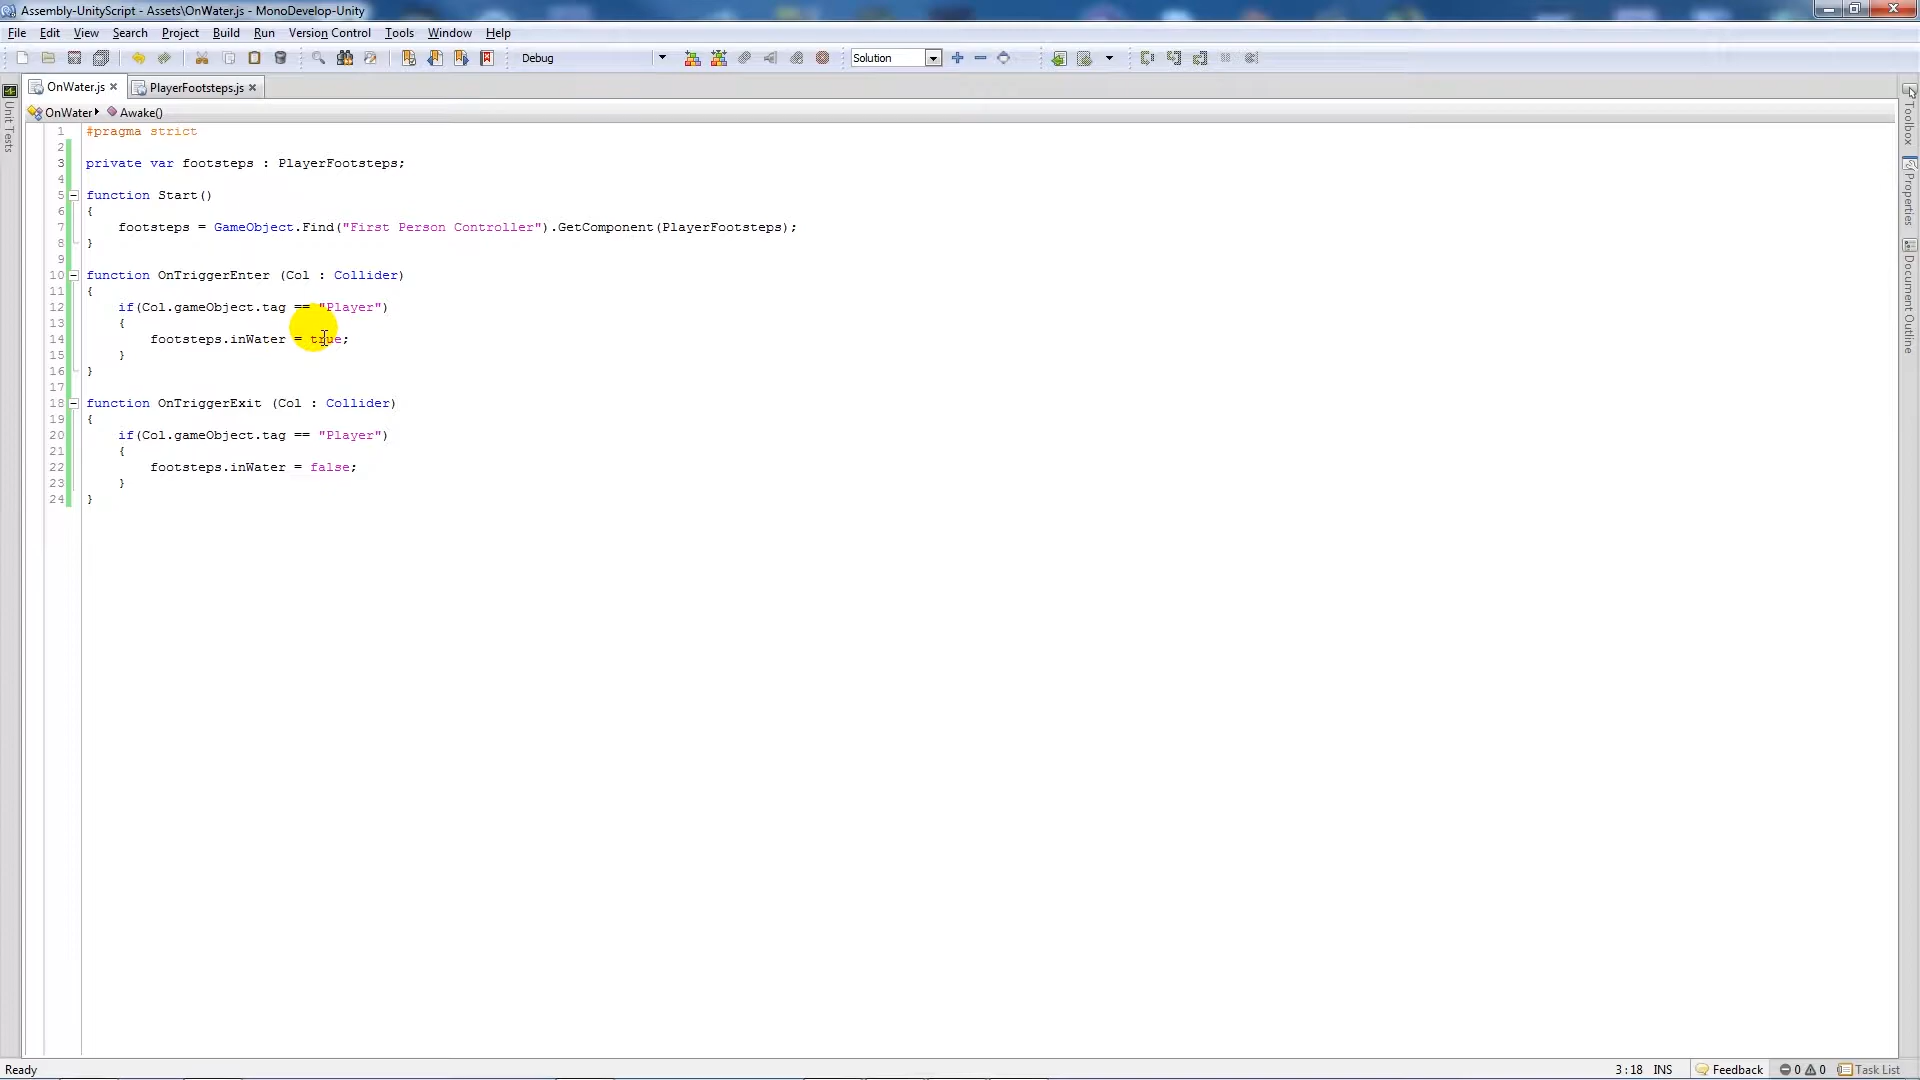 Assembly-UnityScript - Assets\OnWater.js - MonoDevelop-Unity
File Edit View Search Project Build Run Version Control Tools Window Help
Debug Solution
OnWater.js PlayerFootsteps.js
OnWater Awake()
1 #pragma strict
2
3 private var footsteps : PlayerFootsteps;
4
5 function Start()
6 {
7 footsteps = GameObject.Find("First Person Controller").GetComponent(PlayerFootsteps);
8 }
9
10 function OnTriggerEnter (Col : Collider)
11 {
12 if(Col.gameObject.tag == "Player")
13 {
14 footsteps.inWater = true;
15 }
16 }
17
18 function OnTriggerExit (Col : Collider)
19 {
20 if(Col.gameObject.tag == "Player")
21 {
22 footsteps.inWater = false;
23 }
24 }
Unit Tests
Toolbox
Properties
Document Outline
Ready 3 : 18 INS Feedback 0 0 Task List